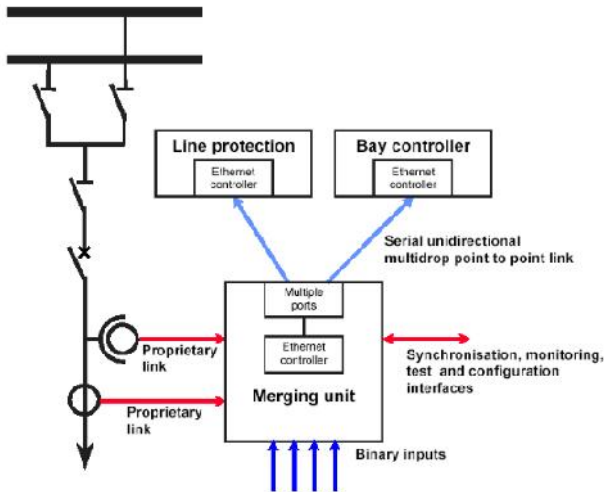 Line protection
Ethernet
controller
Bay controller
Ethernet
controller
Serial unidirectional
multidrop point to point link
Multiple
ports
Ethernet
controller
Merging unit
Proprietary
link
Proprietary
link
Synchronisation, monitoring,
test and configuration
interfaces
Binary inputs